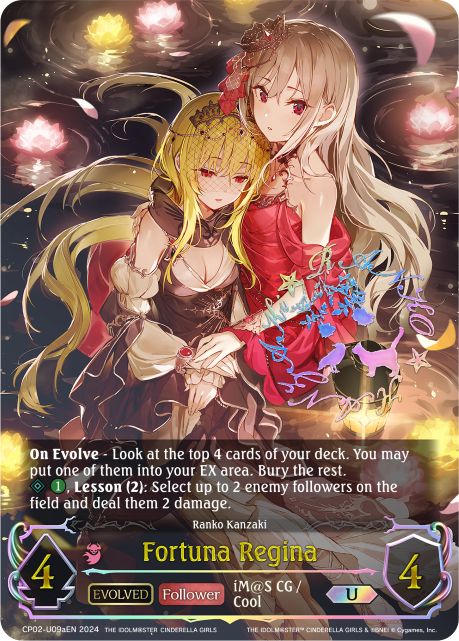 On Evolve - Look at the top 4 cards of your deck. You may
put one of them into your EX area. Bury the rest.
1, Lesson (2): Select up to 2 enemy followers on the
field and deal them 2 damage.
Ranko Kanzaki
Fortuna Regina
4
EVOLVED
Follower
iM@S CG /
Cool
U
4
CP02-U09aEN 2024 THE IDOLM@STER CINDERELLA GIRLS THE IDOLM@STER™ CINDERELLA GIRLS & ©BNEI © Cygames, Inc.